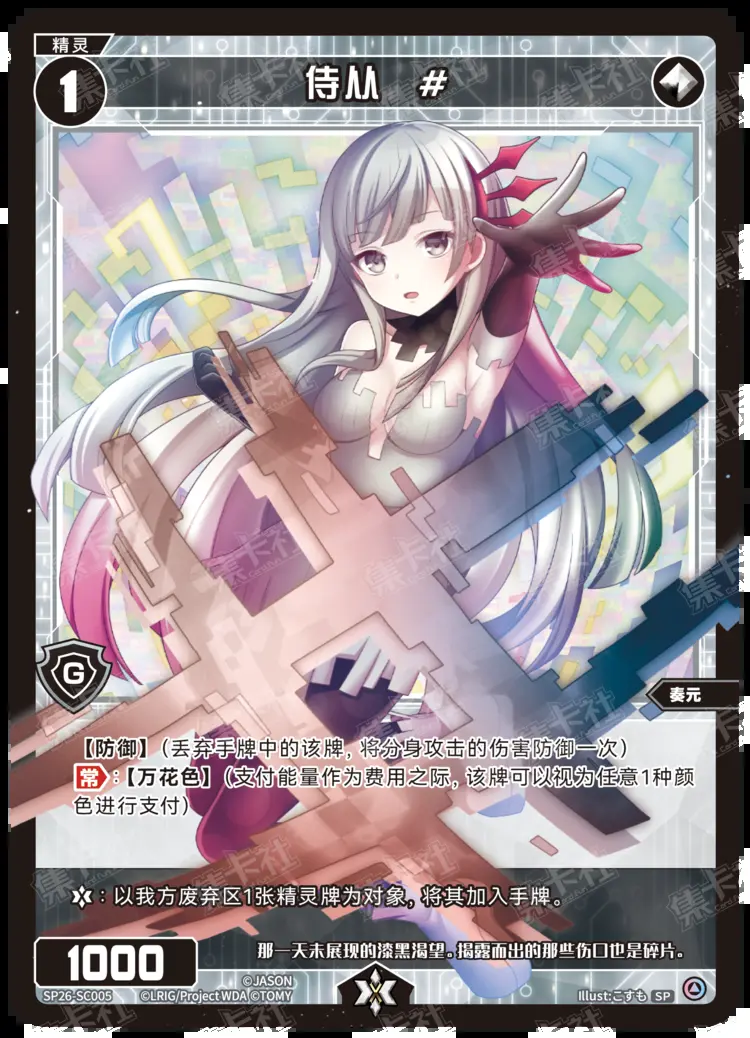 精灵
1
侍从 #
G
奏元
【防御】（丢弃手牌中的该牌，将分身攻击的伤害防御一次）
常：【万花色】（支付能量作为费用之际，该牌可以视为任意1种颜
色进行支付）
：以我方废弃区1张精灵牌为对象，将其加入手牌。
1000
那一天未展现的漆黑渴望。揭露而出的那些伤口也是碎片。
©JASON
SP26-SC005 ©LRIG/Project WDA ©TOMY
Illust:こすも SP
集卡社